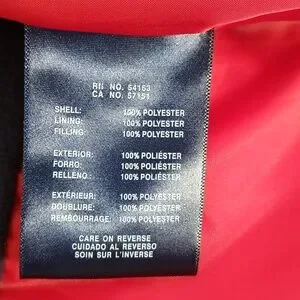 RN NO. 54163
CA NO. 57151
SHELL: 100% POLYESTER
LINING: 100% POLYESTER
FILLING 100% POLYESTER
EXTERIOR: 100% POLIÉSTER
FORRO: 100% POLIÉSTER
RELLENO.: 100% POLIÉSTER
EXTÉRIEUR: 100% POLYESTER
DOUBLURE: 100% POLYESTER
REMBOURRAGE: 100% POLYESTER
CARE ON REVERSE
CUIDADO AL REVERSO
SOIN SUR L'INVERSE